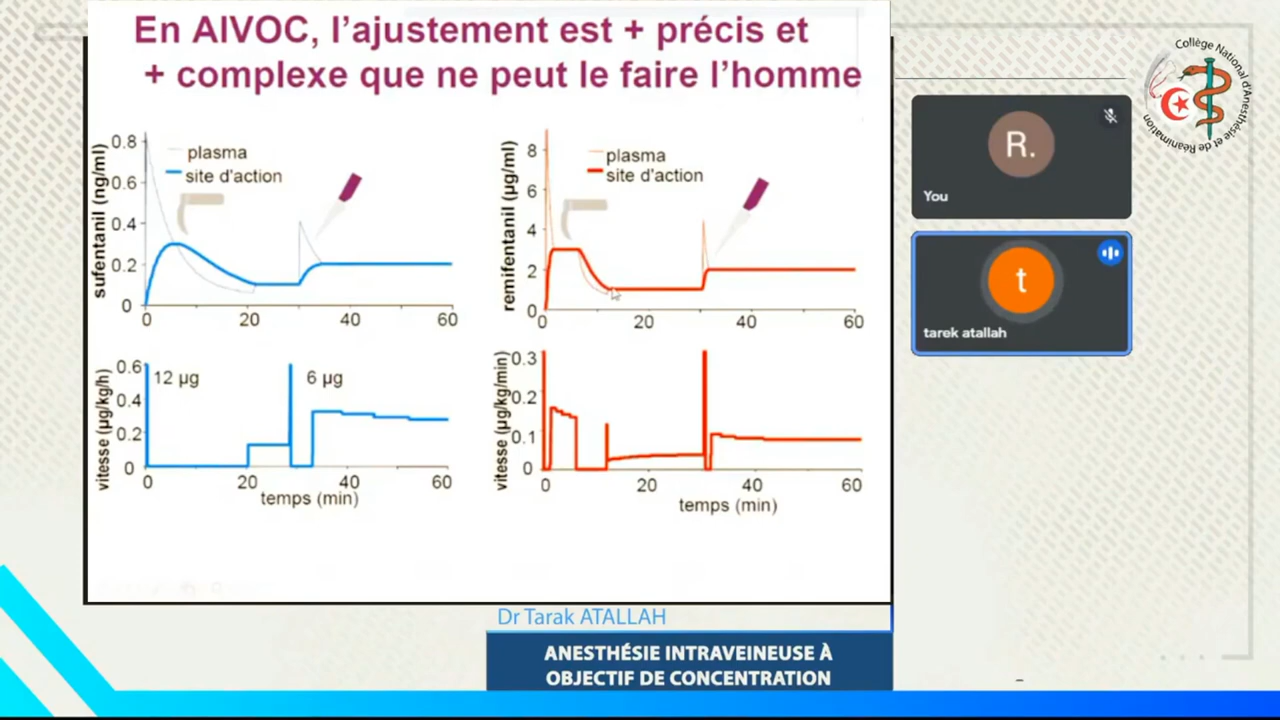 En AIVOC, l’ajustement est + précis et
+ complexe que ne peut le faire l’homme
sufentanil (ng/ml)
0.8
0.6
0.4
0.2
0
plasma
site d'action
0
20
40
60
remifentanil (µg/ml)
8
6
4
2
0
plasma
site d'action
0
20
40
60
vitesse (µg/kg/h)
0.6
0.4
0.2
0
12 µg
6 µg
0
20
40
60
temps (min)
vitesse (µg/kg/min)
0.3
0.2
0.1
0
0
20
40
60
temps (min)
R.
You
t
tarek atallah
Collège National d'Anesthésie et de Réanimation
Dr Tarak ATALLAH
ANESTHÉSIE INTRAVEINEUSE À
OBJECTIF DE CONCENTRATION